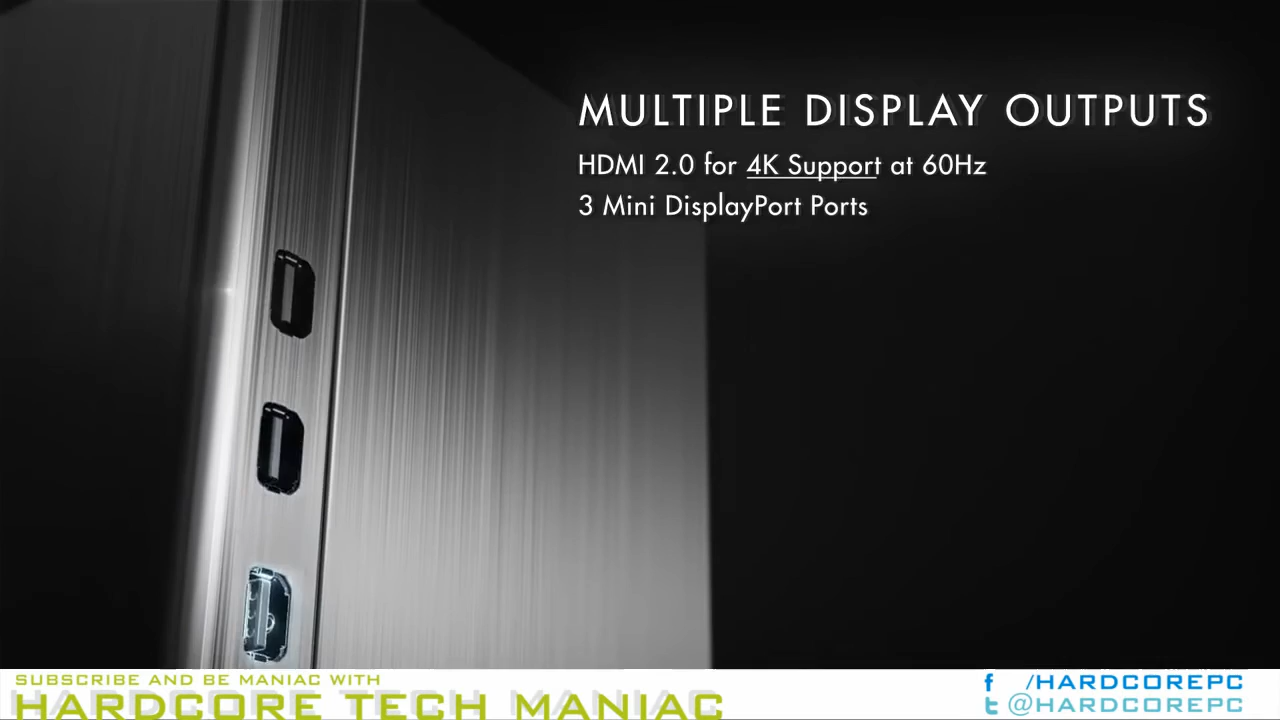 MULTIPLE DISPLAY OUTPUTS
HDMI 2.0 for 4K Support at 60Hz
3 Mini DisplayPort Ports
SUBSCRIBE AND BE MANIAC WITH
HARDCORE TECH MANIAC
f /HARDCOREPC
t @HARDCOREPC